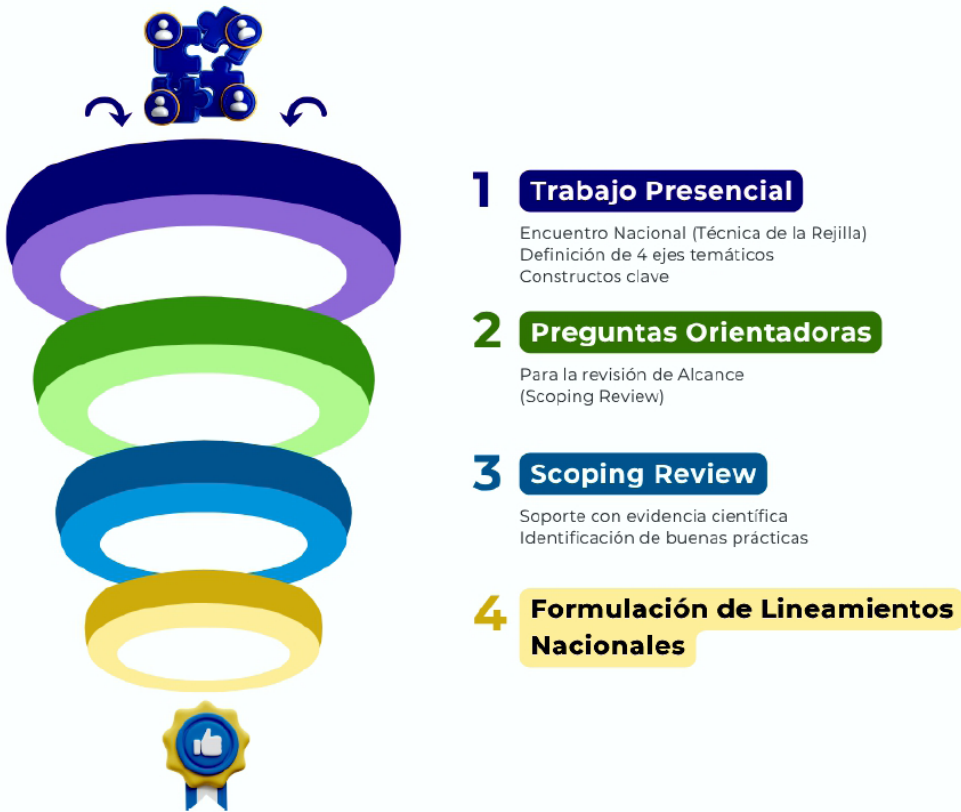 1 Trabajo Presencial
Encuentro Nacional (Técnica de la Rejilla)
Definición de 4 ejes temáticos
Constructos clave
2 Preguntas Orientadoras
Para la revisión de Alcance
(Scoping Review)
3 Scoping Review
Soporte con evidencia científica
Identificación de buenas prácticas
4 Formulación de Lineamientos
Nacionales